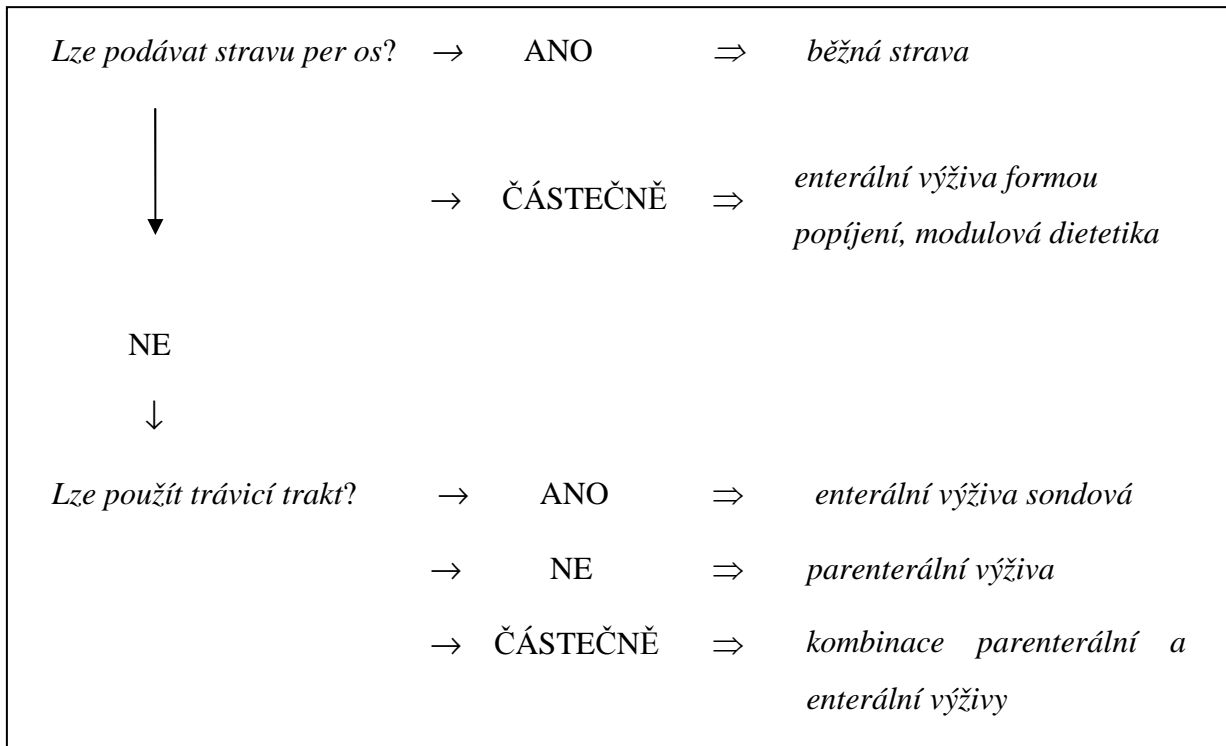 Lze podávat stravu per os? → ANO ⇒ běžná strava
→ ČÁSTEČNĚ ⇒ enterální výživa formou
popíjení, modulová dietetika
NE
↓
Lze použít trávicí trakt? → ANO ⇒ enterální výživa sondová
→ NE ⇒ parenterální výživa
→ ČÁSTEČNĚ ⇒ kombinace parenterální a
enterální výživy